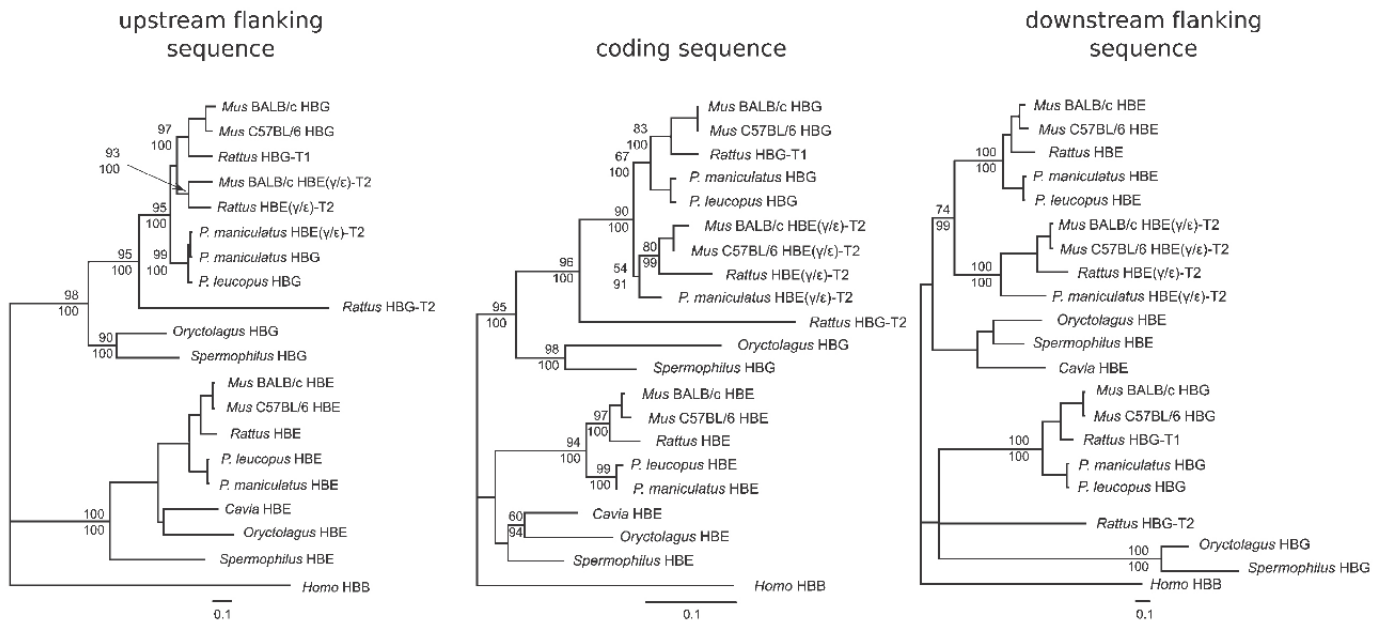 upstream flanking
sequence
97
100
93
100
95
100
99
100
95
100
98
100
90
100
100
100
Mus BALB/c HBG
Mus C57BL/6 HBG
Rattus HBG-T1
Mus BALB/c HBE(γ/ε)-T2
Rattus HBE(γ/ε)-T2
P. maniculatus HBE(γ/ε)-T2
P. maniculatus HBG
P. leucopus HBG
Rattus HBG-T2
Oryctolagus HBG
Spermophilus HBG
Mus BALB/c HBE
Mus C57BL/6 HBE
Rattus HBE
P. leucopus HBE
P. maniculatus HBE
Cavia HBE
Oryctolagus HBE
Spermophilus HBE
Homo HBB
0.1
coding sequence
83
100
67
100
90
100
80
99
54
91
96
100
95
100
98
100
97
100
94
100
99
100
60
94
Mus BALB/c HBG
Mus C57BL/6 HBG
Rattus HBG-T1
P. maniculatus HBG
P. leucopus HBG
Mus BALB/c HBE(γ/ε)-T2
Mus C57BL/6 HBE(γ/ε)-T2
Rattus HBE(γ/ε)-T2
P. maniculatus HBE(γ/ε)-T2
Rattus HBG-T2
Oryctolagus HBG
Spermophilus HBG
Mus BALB/c HBE
Mus C57BL/6 HBE
Rattus HBE
P. leucopus HBE
P. maniculatus HBE
Cavia HBE
Oryctolagus HBE
Spermophilus HBE
Homo HBB
0.1
downstream flanking
sequence
100
100
74
99
100
100
100
100
100
100
Mus BALB/c HBE
Mus C57BL/6 HBE
Rattus HBE
P. maniculatus HBE
P. leucopus HBE
Mus BALB/c HBE(γ/ε)-T2
Mus C57BL/6 HBE(γ/ε)-T2
Rattus HBE(γ/ε)-T2
P. maniculatus HBE(γ/ε)-T2
Oryctolagus HBE
Spermophilus HBE
Cavia HBE
Mus BALB/c HBG
Mus C57BL/6 HBG
Rattus HBG-T1
P. maniculatus HBG
P. leucopus HBG
Rattus HBG-T2
Oryctolagus HBG
Spermophilus HBG
Homo HBB
0.1